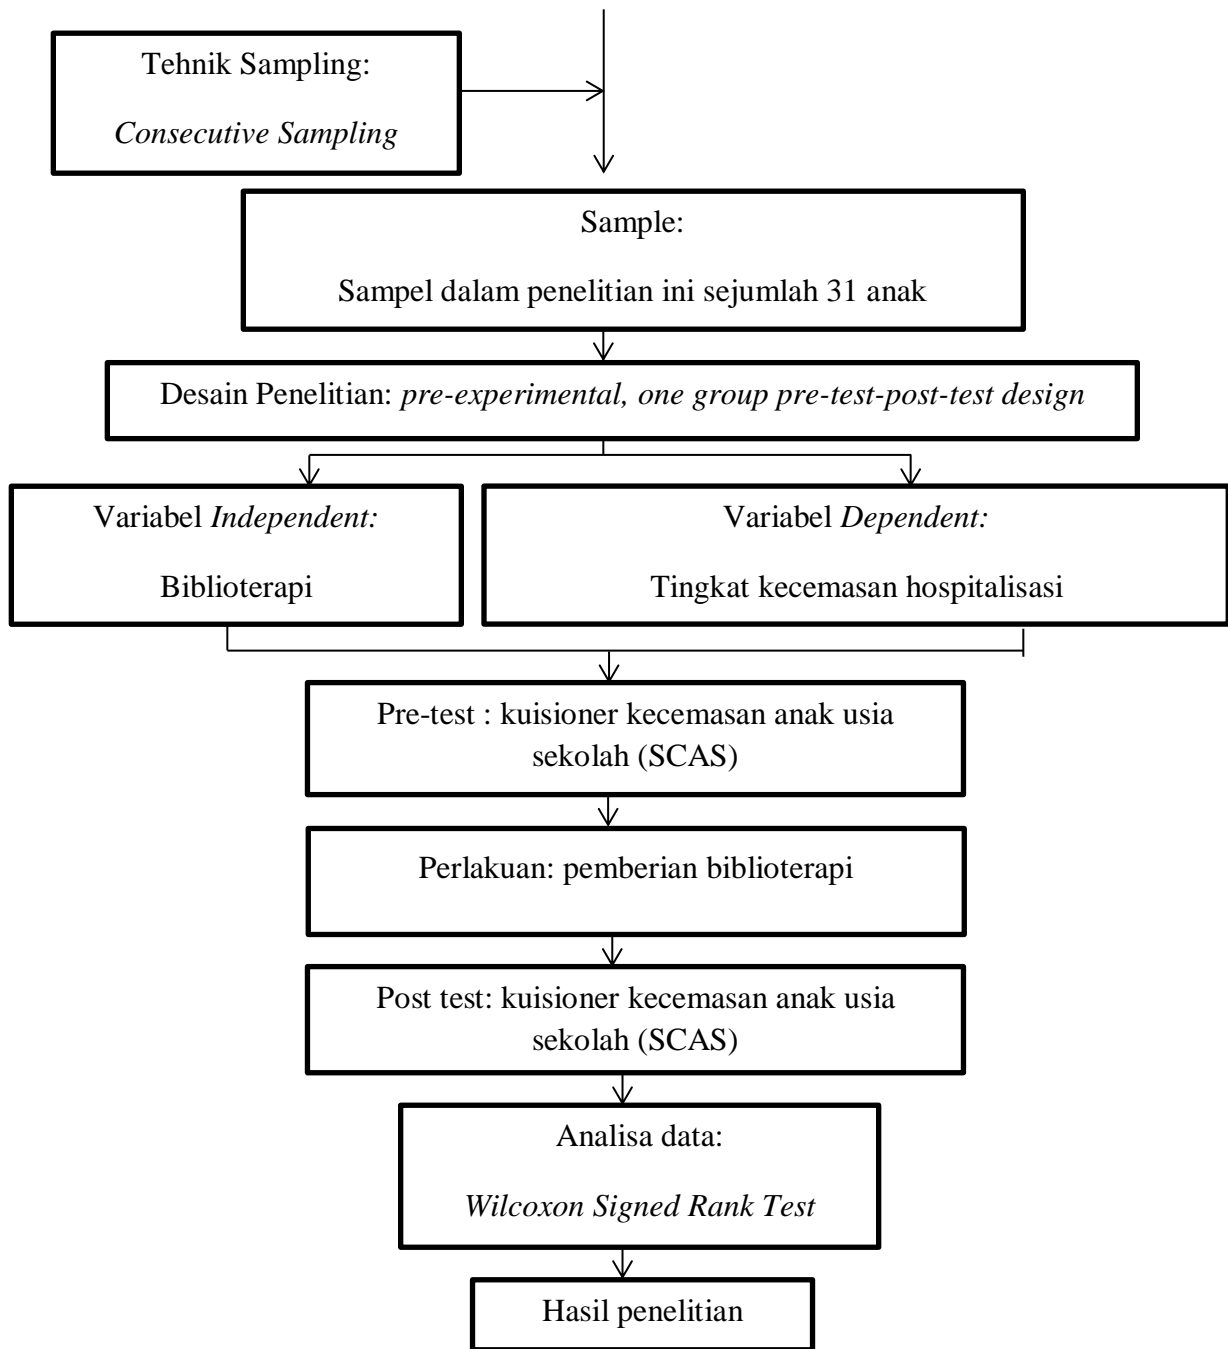 Tehnik Sampling:
Consecutive Sampling
Sample:
Sampel dalam penelitian ini sejumlah 31 anak
Desain Penelitian: pre-experimental, one group pre-test-post-test design
Variabel Independent:
Biblioterapi
Variabel Dependent:
Tingkat kecemasan hospitalisasi
Pre-test : kuisioner kecemasan anak usia
sekolah (SCAS)
Perlakuan: pemberian biblioterapi
Post test: kuisioner kecemasan anak usia
sekolah (SCAS)
Analisa data:
Wilcoxon Signed Rank Test
Hasil penelitian